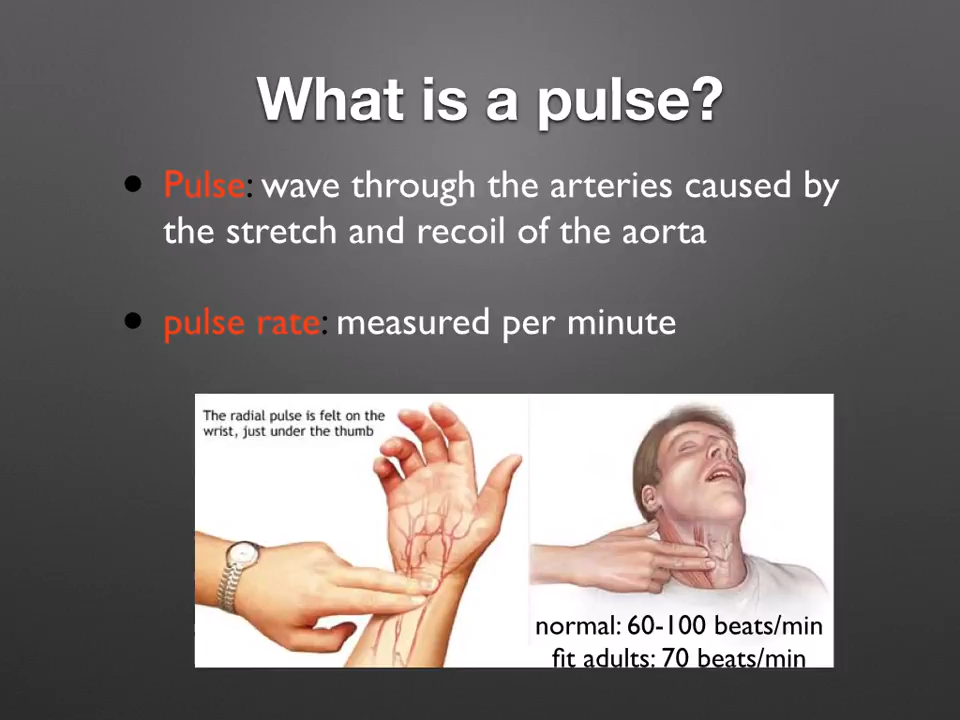 What is a pulse?
• Pulse: wave through the arteries caused by
the stretch and recoil of the aorta
• pulse rate: measured per minute
The radial pulse is felt on the
wrist, just under the thumb
normal: 60-100 beats/min
fit adults: 70 beats/min